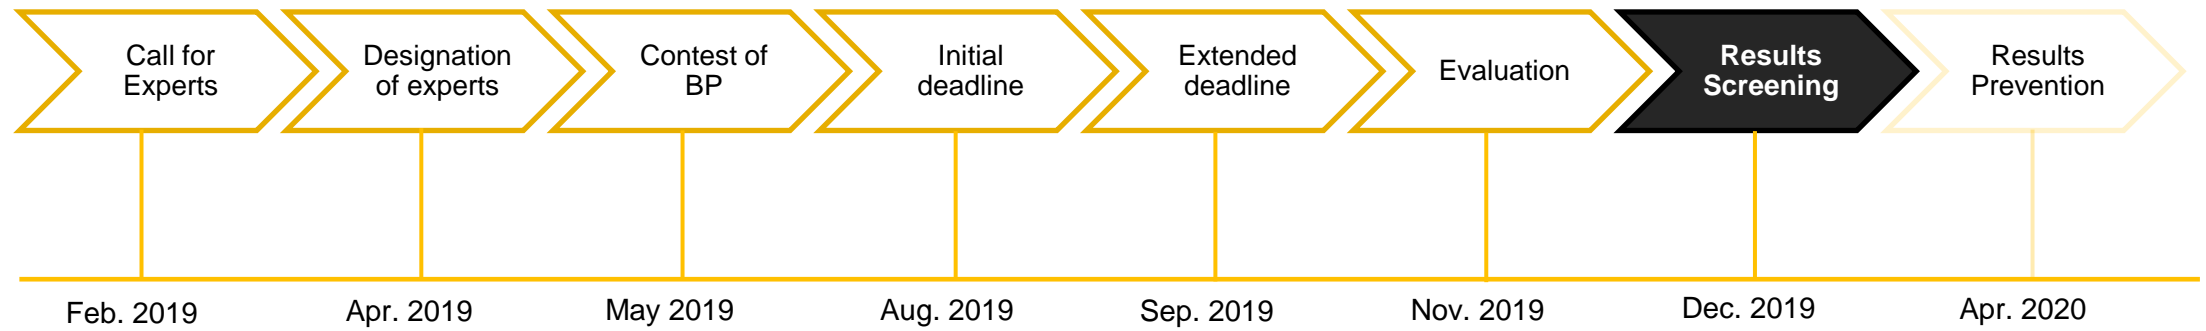 Call for
Experts
Designation
of experts
Contest of
BP
Initial
deadline
Extended
deadline
Evaluation
Results
Screening
Results
Prevention
Feb. 2019
Apr. 2019
May 2019
Aug. 2019
Sep. 2019
Nov. 2019
Dec. 2019
Apr. 2020